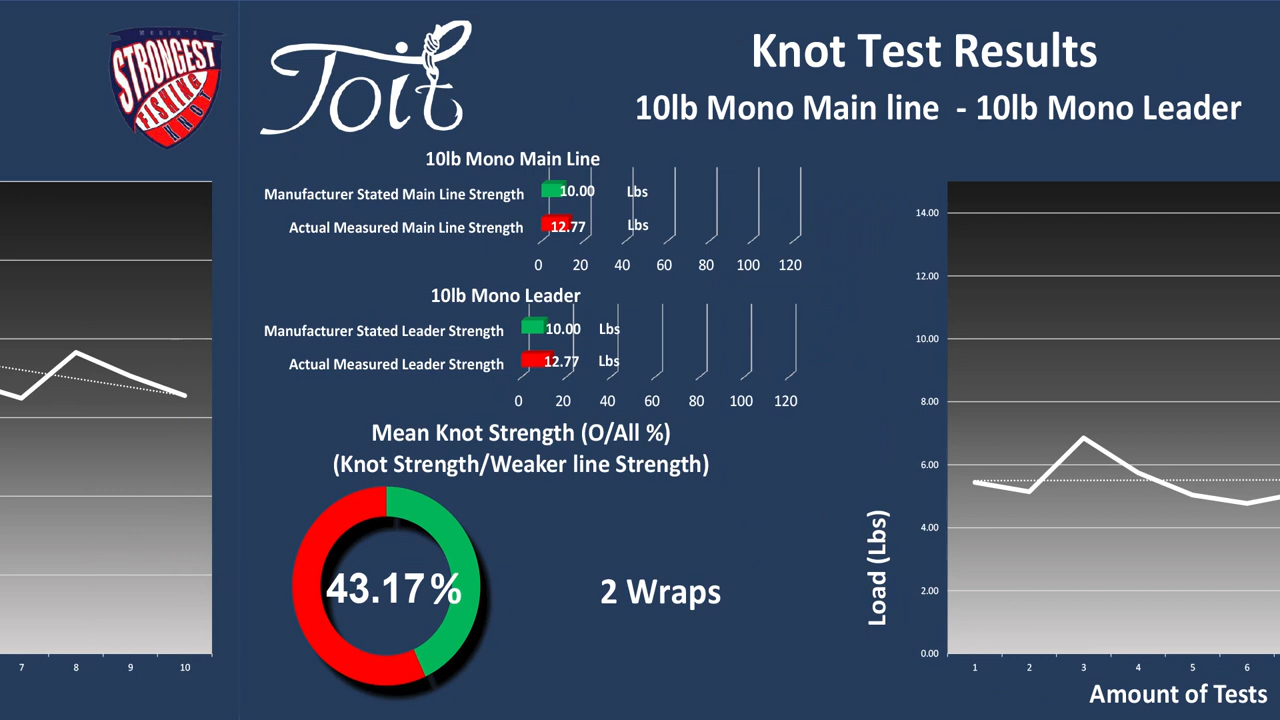 WORLD'S
STRONGEST
FISHING
KNOT
Toit
Knot Test Results
10lb Mono Main line - 10lb Mono Leader
10lb Mono Main Line
Manufacturer Stated Main Line Strength 10.00 Lbs
Actual Measured Main Line Strength 12.77 Lbs
0 20 40 60 80 100 120
10lb Mono Leader
Manufacturer Stated Leader Strength 10.00 Lbs
Actual Measured Leader Strength 12.77 Lbs
0 20 40 60 80 100 120
Mean Knot Strength (O/All %)
(Knot Strength/Weaker line Strength)
43.17%
2 Wraps
7 8 9 10
14.00
12.00
10.00
8.00
6.00
4.00
2.00
0.00
Load (Lbs)
1 2 3 4 5 6
Amount of Tests